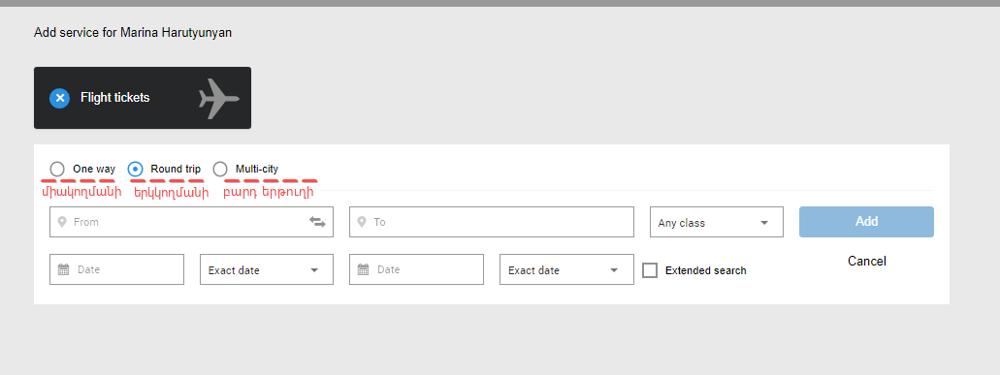 Add service for Marina Harutyunyan
Flight tickets
One way Round trip Multi-city
միակողմանի երկկողմանի բարդ երթուղի
From To Any class Add
Date Exact date Date Exact date Extended search Cancel